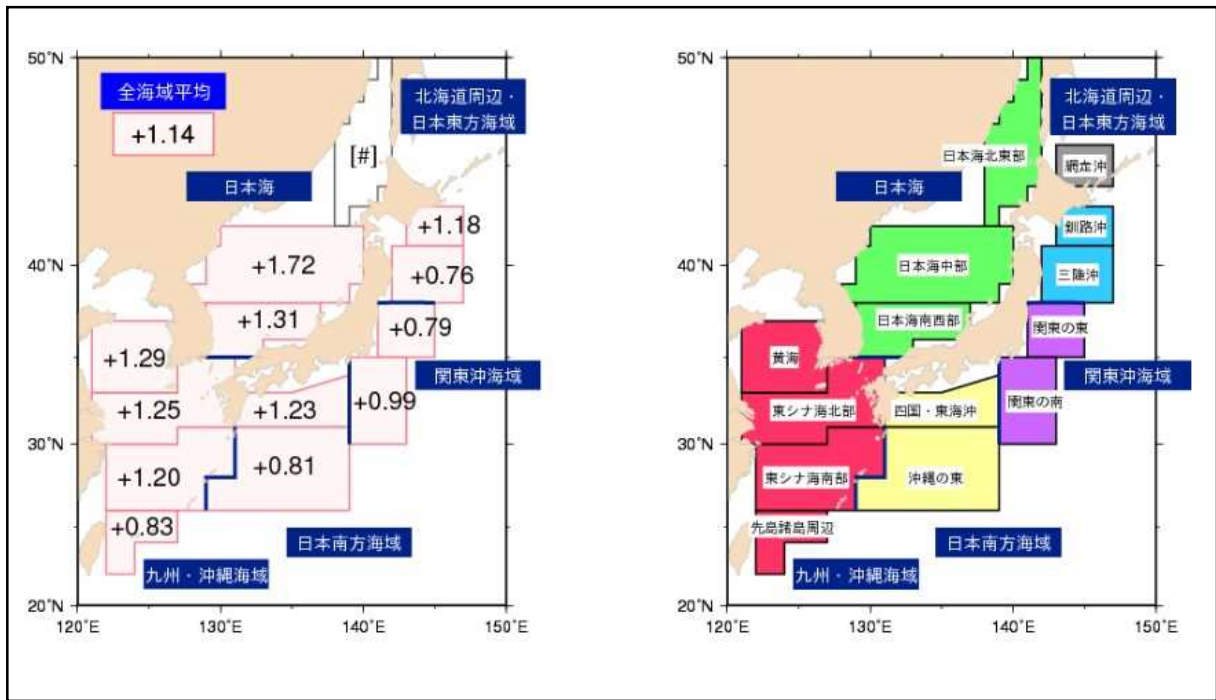 50°N
40°N
30°N
20°N
120°E
130°E
140°E
150°E
全海域平均
+1.14
北海道周辺・
日本東方海域
[#]
日本海
+1.18
+1.72
+0.76
+1.31
+0.79
+1.29
関東沖海域
+0.99
+1.25
+1.23
+1.20
+0.81
+0.83
日本南方海域
九州・沖縄海域
50°N
40°N
30°N
20°N
120°E
130°E
140°E
150°E
北海道周辺・
日本東方海域
日本海北東部
網走沖
日本海
釧路沖
日本海中部
三陸沖
日本海南西部
関東の東
黄海
関東沖海域
関東の南
東シナ海北部
四国・東海沖
東シナ海南部
沖縄の東
先島諸島周辺
日本南方海域
九州・沖縄海域